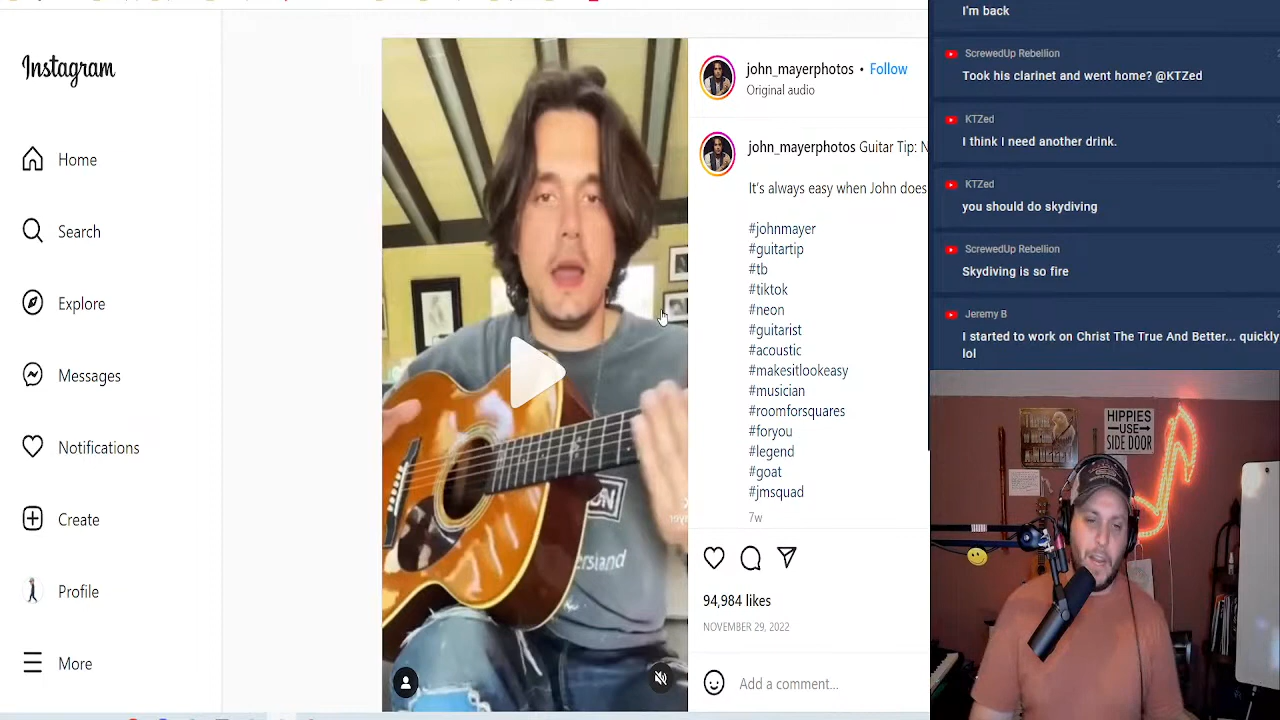 Instagram
Home
Search
Explore
Messages
Notifications
Create
Profile
More
john_mayerphotos • Follow
Original audio
john_mayerphotos Guitar Tip: N
It's always easy when John does
#johnmayer
#guitartip
#tb
#tiktok
#neon
#guitarist
#acoustic
#makesitlookeasy
#musician
#roomforsquares
#foryou
#legend
#goat
#jmsquad
7w
94,984 likes
NOVEMBER 29, 2022
Add a comment...
I'm back
ScrewedUp Rebellion
Took his clarinet and went home? @KTZed
KTZed
I think I need another drink.
KTZed
you should do skydiving
ScrewedUp Rebellion
Skydiving is so fire
Jeremy B
I started to work on Christ The True And Better... quickly
lol
HIPPIES
USE
SIDE DOOR